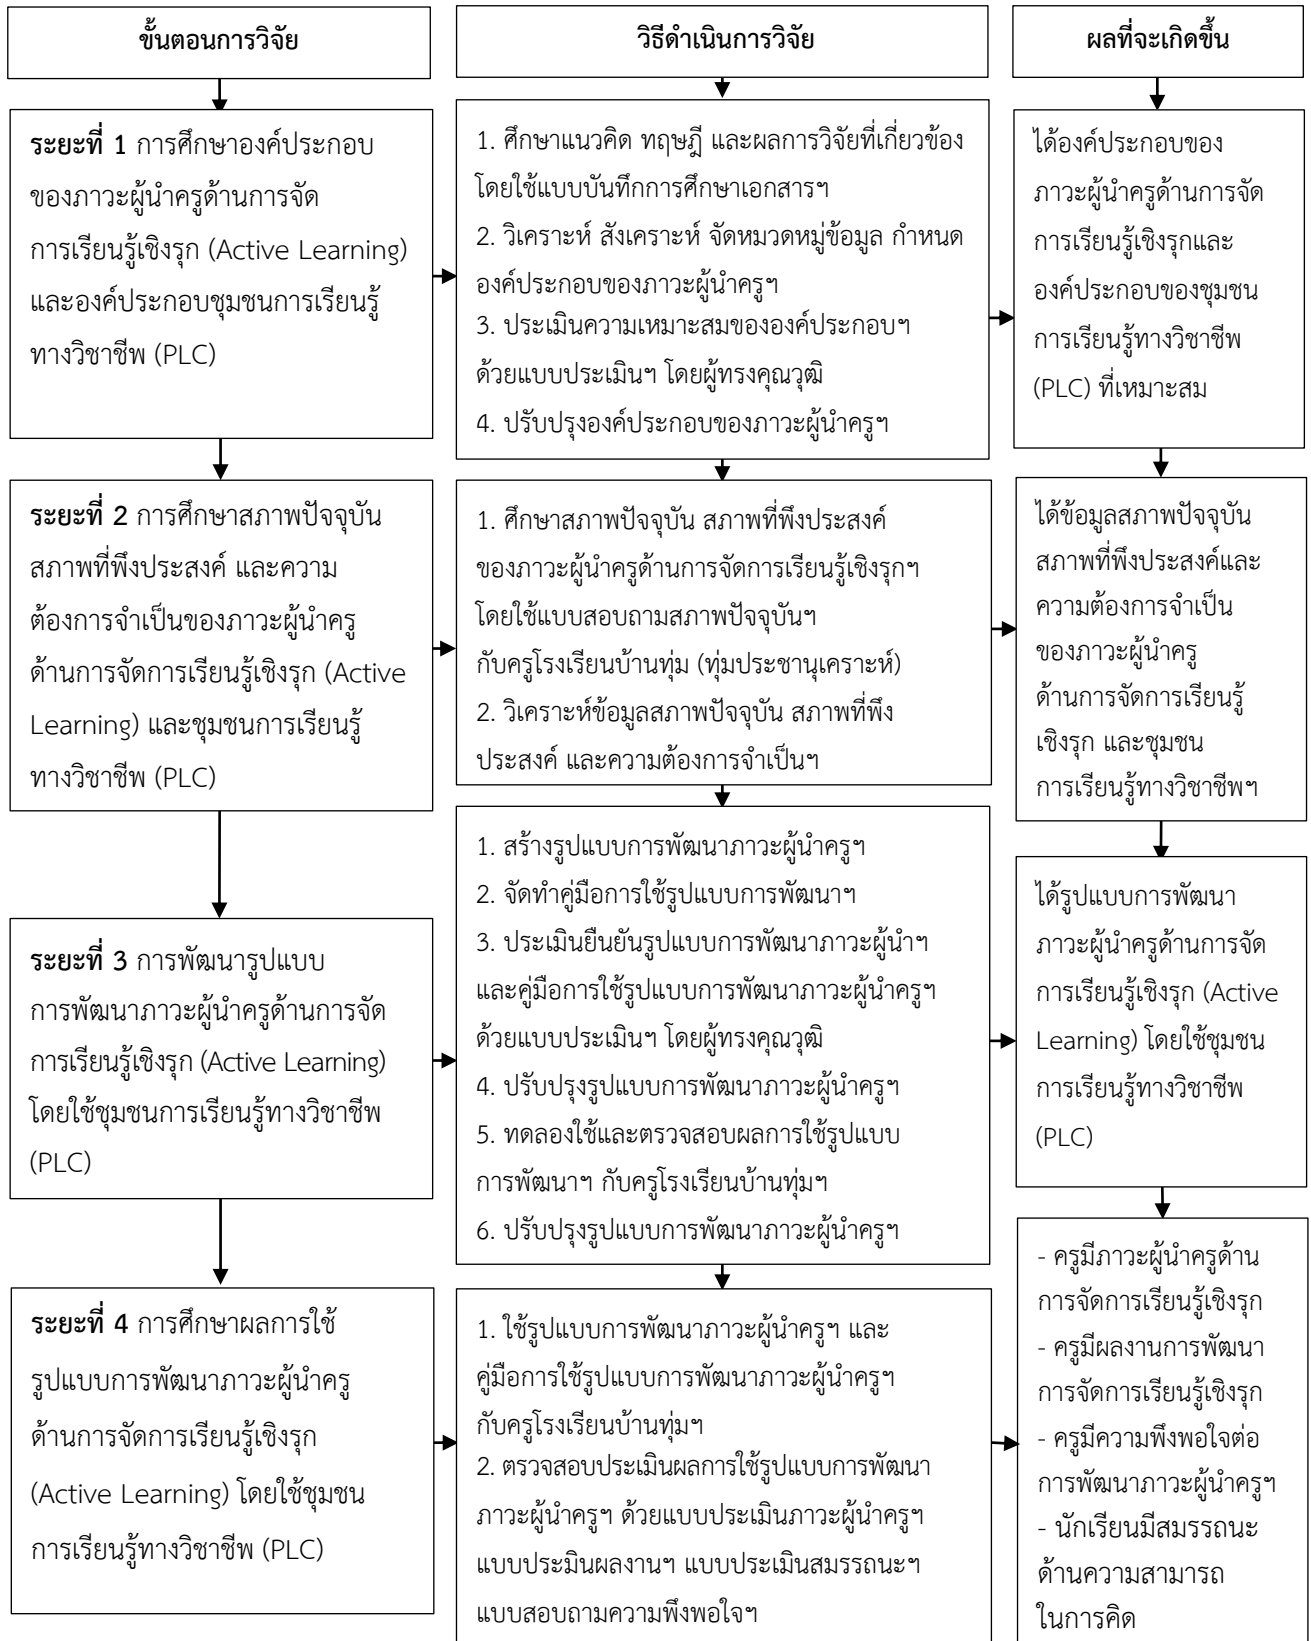 ขั้นตอนการวิจัย
วิธีดำเนินการวิจัย
ผลที่จะเกิดขึ้น
ระยะที่ 1 การศึกษาองค์ประกอบ
ของภาวะผู้นำครูด้านการจัด
การเรียนรู้เชิงรุก (Active Learning)
และองค์ประกอบชุมชนการเรียนรู้
ทางวิชาชีพ (PLC)
1. ศึกษาแนวคิด ทฤษฎี และผลการวิจัยที่เกี่ยวข้อง
โดยใช้แบบบันทึกการศึกษาเอกสารฯ
2. วิเคราะห์ สังเคราะห์ จัดหมวดหมู่ข้อมูล กำหนด
องค์ประกอบของภาวะผู้นำครูฯ
3. ประเมินความเหมาะสมขององค์ประกอบฯ
ด้วยแบบประเมินฯ โดยผู้ทรงคุณวุฒิ
4. ปรับปรุงองค์ประกอบของภาวะผู้นำครูฯ
ได้องค์ประกอบของ
ภาวะผู้นำครูด้านการจัด
การเรียนรู้เชิงรุกและ
องค์ประกอบของชุมชน
การเรียนรู้ทางวิชาชีพ
(PLC) ที่เหมาะสม
ระยะที่ 2 การศึกษาสภาพปัจจุบัน
สภาพที่พึงประสงค์ และความ
ต้องการจำเป็นของภาวะผู้นำครู
ด้านการจัดการเรียนรู้เชิงรุก (Active
Learning) และชุมชนการเรียนรู้
ทางวิชาชีพ (PLC)
1. ศึกษาสภาพปัจจุบัน สภาพที่พึงประสงค์
ของภาวะผู้นำครูด้านการจัดการเรียนรู้เชิงรุกฯ
โดยใช้แบบสอบถามสภาพปัจจุบันฯ
กับครูโรงเรียนบ้านทุ่ม (ทุ่มประชานุเคราะห์)
2. วิเคราะห์ข้อมูลสภาพปัจจุบัน สภาพที่พึง
ประสงค์ และความต้องการจำเป็นฯ
ได้ข้อมูลสภาพปัจจุบัน
สภาพที่พึงประสงค์และ
ความต้องการจำเป็น
ของภาวะผู้นำครู
ด้านการจัดการเรียนรู้
เชิงรุก และชุมชน
การเรียนรู้ทางวิชาชีพฯ
ระยะที่ 3 การพัฒนารูปแบบ
การพัฒนาภาวะผู้นำครูด้านการจัด
การเรียนรู้เชิงรุก (Active Learning)
โดยใช้ชุมชนการเรียนรู้ทางวิชาชีพ
(PLC)
1. สร้างรูปแบบการพัฒนาภาวะผู้นำครูฯ
2. จัดทำคู่มือการใช้รูปแบบการพัฒนาฯ
3. ประเมินยืนยันรูปแบบการพัฒนาภาวะผู้นำฯ
และคู่มือการใช้รูปแบบการพัฒนาภาวะผู้นำครูฯ
ด้วยแบบประเมินฯ โดยผู้ทรงคุณวุฒิ
4. ปรับปรุงรูปแบบการพัฒนาภาวะผู้นำครูฯ
5. ทดลองใช้และตรวจสอบผลการใช้รูปแบบ
การพัฒนาฯ กับครูโรงเรียนบ้านทุ่มฯ
6. ปรับปรุงรูปแบบการพัฒนาภาวะผู้นำครูฯ
ได้รูปแบบการพัฒนา
ภาวะผู้นำครูด้านการจัด
การเรียนรู้เชิงรุก (Active
Learning) โดยใช้ชุมชน
การเรียนรู้ทางวิชาชีพ
(PLC)
ระยะที่ 4 การศึกษาผลการใช้
รูปแบบการพัฒนาภาวะผู้นำครู
ด้านการจัดการเรียนรู้เชิงรุก
(Active Learning) โดยใช้ชุมชน
การเรียนรู้ทางวิชาชีพ (PLC)
1. ใช้รูปแบบการพัฒนาภาวะผู้นำครูฯ และ
คู่มือการใช้รูปแบบการพัฒนาภาวะผู้นำครูฯ
กับครูโรงเรียนบ้านทุ่มฯ
2. ตรวจสอบประเมินผลการใช้รูปแบบการพัฒนา
ภาวะผู้นำครูฯ ด้วยแบบประเมินภาวะผู้นำครูฯ
แบบประมินผลงานฯ แบบประเมินสมรรถนะฯ
แบบสอบถามความพึงพอใจฯ
- ครูมีภาวะผู้นำครูด้าน
การจัดการเรียนรู้เชิงรุก
- ครูมีผลงานการพัฒนา
การจัดการเรียนรู้เชิงรุก
- ครูมีความพึงพอใจต่อ
การพัฒนาภาวะผู้นำครูฯ
- นักเรียนมีสมรรถนะ
ด้านความสามารถ
ในการคิด